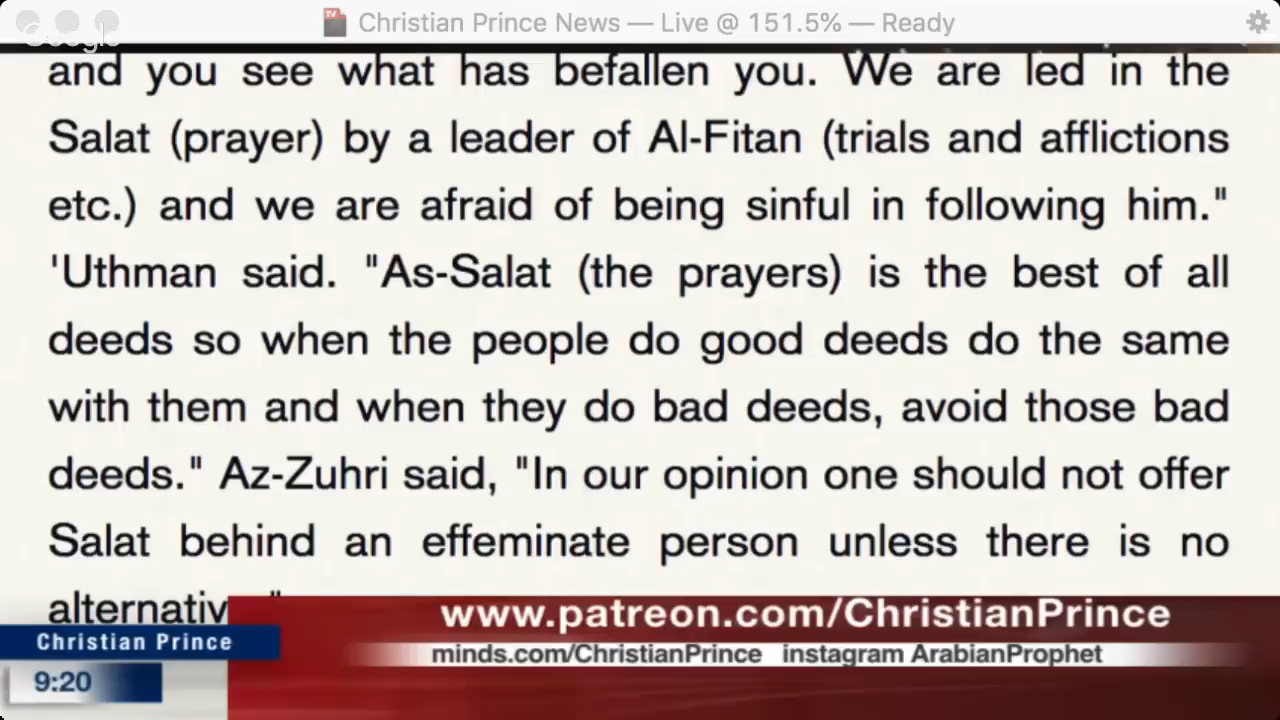 Christian Prince News — Live @ 151.5% — Ready
Google
and you see what has befallen you. We are led in the
Salat (prayer) by a leader of Al-Fitan (trials and afflictions
etc.) and we are afraid of being sinful in following him."
'Uthman said. "As-Salat (the prayers) is the best of all
deeds so when the people do good deeds do the same
with them and when they do bad deeds, avoid those bad
deeds." Az-Zuhri said, "In our opinion one should not offer
Salat behind an effeminate person unless there is no
alternativ "
www.patreon.com/ChristianPrince
Christian Prince
minds.com/ChristianPrince instagram ArabianProphet
9:20